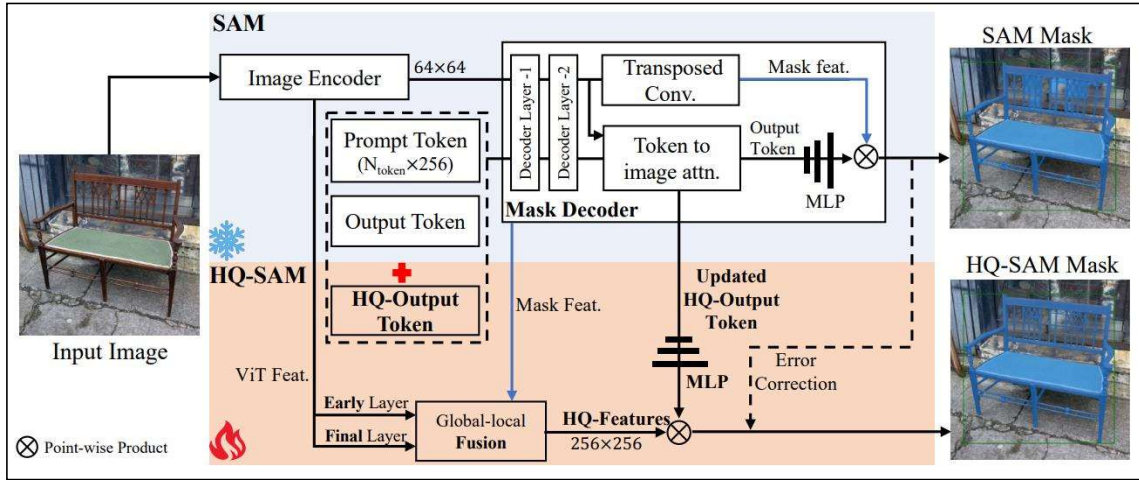 SAM
Image Encoder
64×64
Prompt Token
(N_token×256)
Output Token
HQ-SAM
HQ-Output
Token
Decoder Layer -1
Decoder Layer -2
Transposed
Conv.
Mask feat.
Token to
image attn.
Output
Token
MLP
Mask Decoder
SAM Mask
Input Image
Mask Feat.
Updated
HQ-Output
Token
MLP
Error
Correction
HQ-SAM Mask
ViT Feat.
Early Layer
Final Layer
Global-local
Fusion
HQ-Features
256×256
Point-wise Product